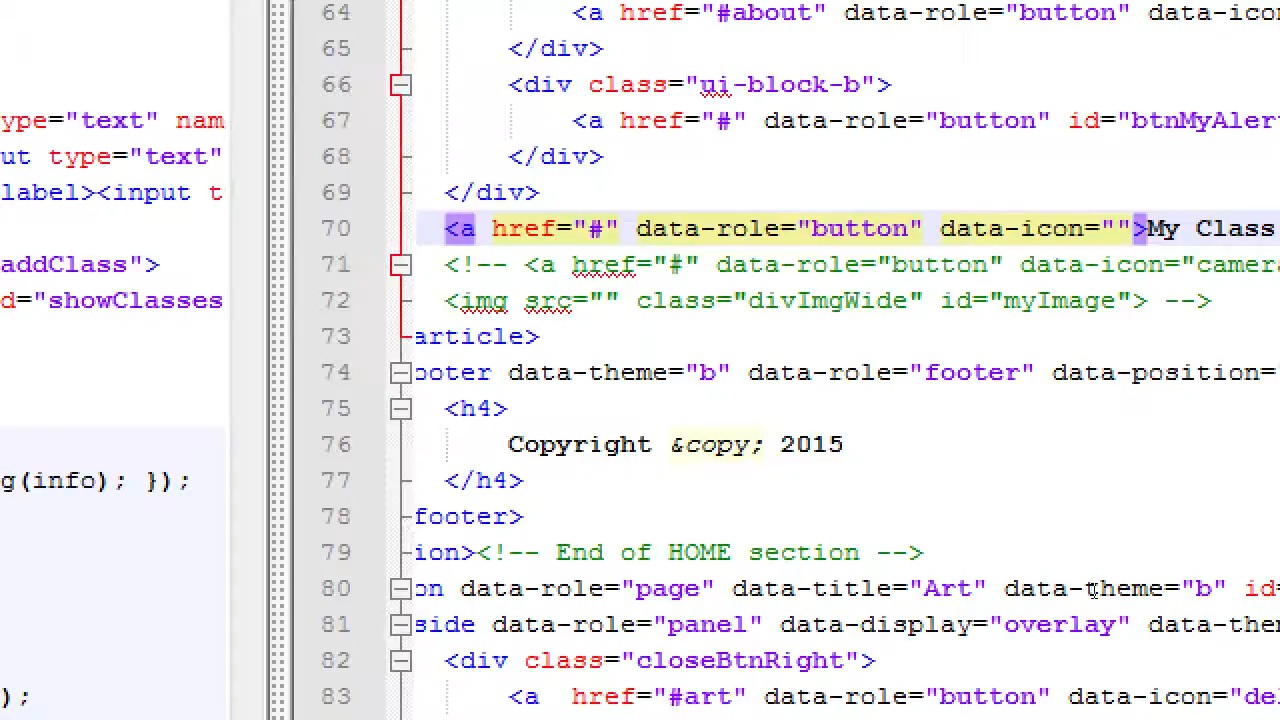 ype="text" nam
ut type="text"
label><input t
addClass">
d="showClasses
g(info); });
);
64 <a href="#about" data-role="button" data-ico
65 </div>
66 <div class="ui-block-b">
67 <a href="#" data-role="button" id="btnMyAler
68 </div>
69 </div>
70 <a href="#" data-role="button" data-icon="">My Class
71 <!-- <a href="#" data-role="button" data-icon="camer
72 <img src="" class="divImgWide" id="myImage"> -->
73 article>
74 ooter data-theme="b" data-role="footer" data-position=
75 <h4>
76 Copyright &copy; 2015
77 </h4>
78 footer>
79 ion><!-- End of HOME section -->
80 on data-role="page" data-title="Art" data-theme="b" id=
81 side data-role="panel" data-display="overlay" data-the
82 <div class="closeBtnRight">
83 <a  href="#art" data-role="button" data-icon="de